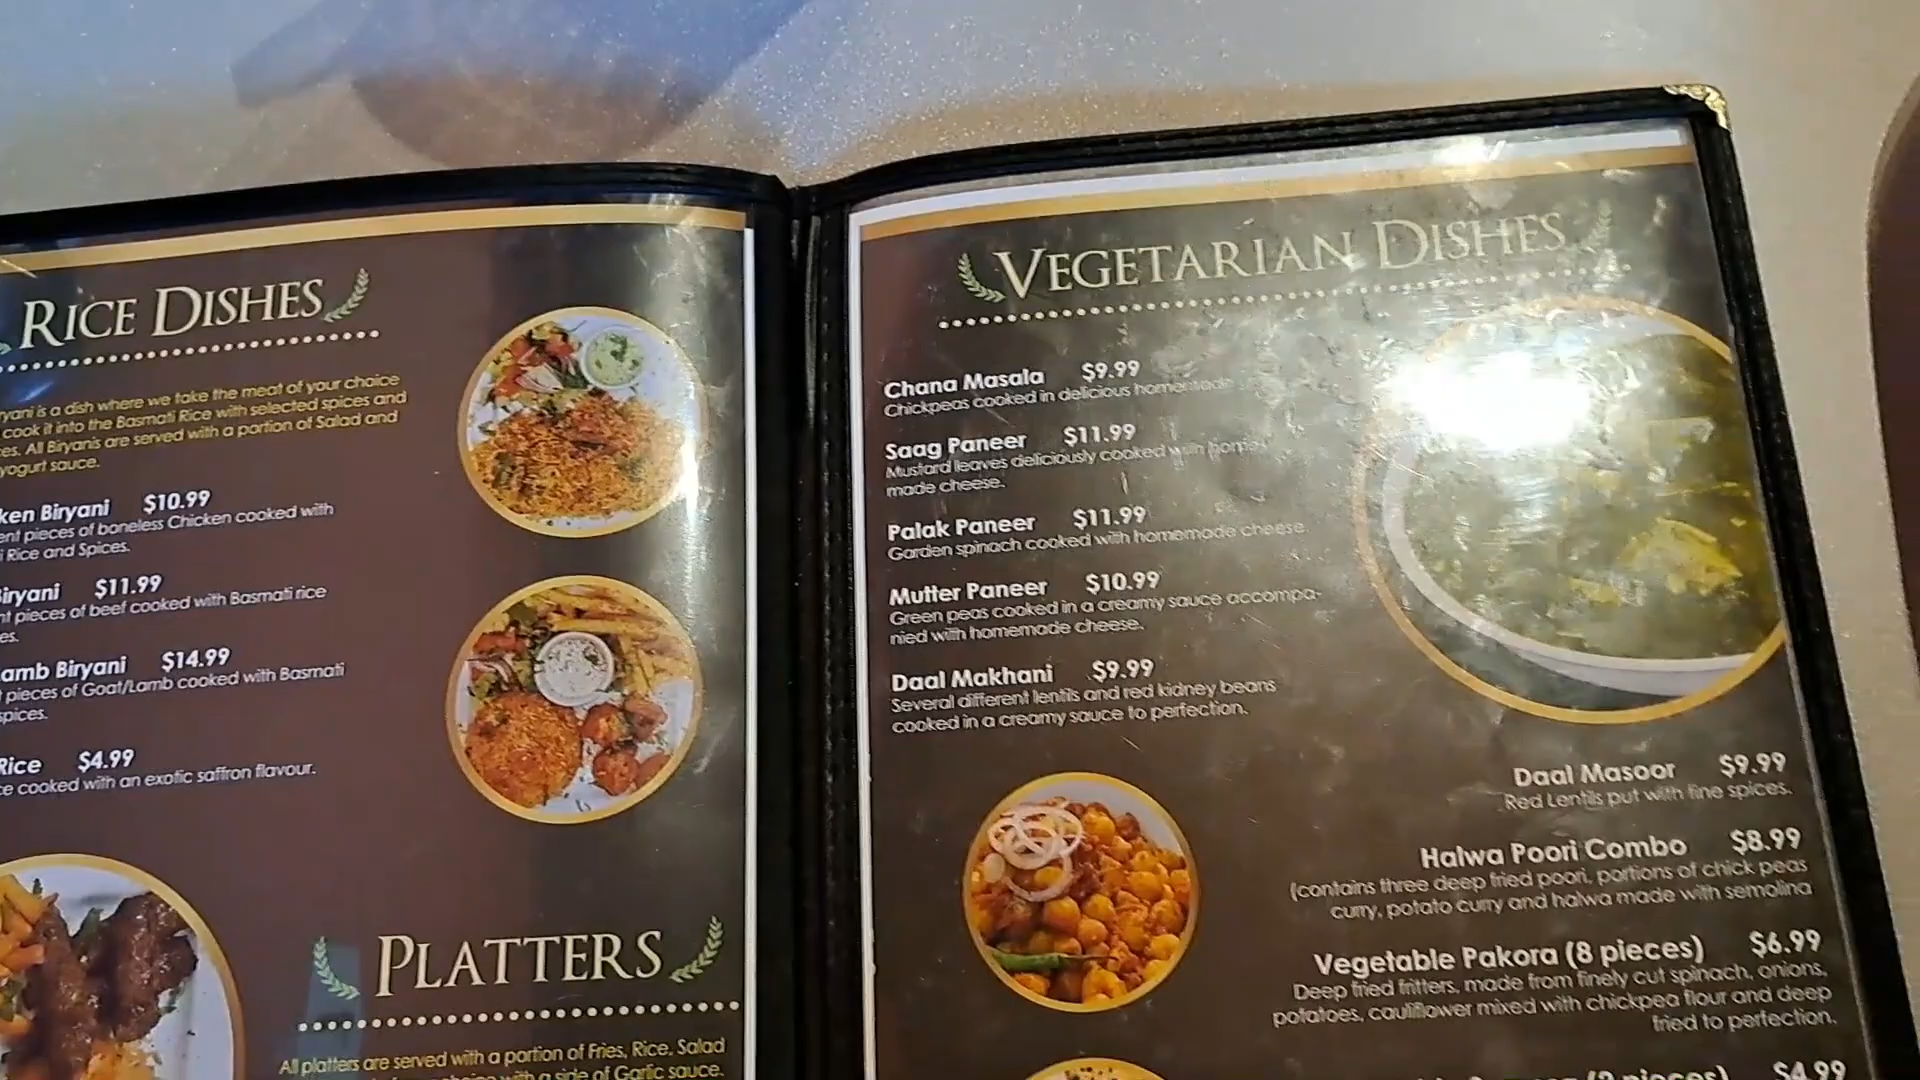 RICE DISHES
is a dish where we take the meat of your choice
cook it into the Basmati Rice with selected spices and
All Biryanis are served with a portion of Salad and
yogurt sauce.
Biryani $10.99
pieces of boneless Chicken cooked with
Rice and Spices.
$11.99
pieces of beef cooked with Basmati rice
Biryani $14.99
pieces of Goat/Lamb cooked with Basmati
spices.
Rice $4.99
cooked with an exotic saffron flavour.
PLATTERS
All platters are served with a portion of Fries, Rice, Salad
with a side of Garlic sauce.
VEGETARIAN DISHES
Chana Masala $9.99
Chickpeas cooked in delicious homemade
Saag Paneer $11.99
Mustard leaves deliciously cooked with home
made cheese.
Palak Paneer $11.99
Garden spinach cooked with homemade cheese.
Mutter Paneer $10.99
Green peas cooked in a creamy sauce accompa-
nied with homemade cheese.
Daal Makhani $9.99
Several different lentils and red kidney beans
cooked in a creamy sauce to perfection.
Daal Masoor $9.99
Red Lentils put with fine spices.
Halwa Poori Combo $8.99
(contains three deep fried poori, portions of chick peas
curry, potato curry and halwa made with semolina
Vegetable Pakora (8 pieces) $6.99
Deep fried fritters, made from finely cut spinach, onions,
potatoes, cauliflower mixed with chickpea flour and deep
fried to perfection.
pieces) $4.99